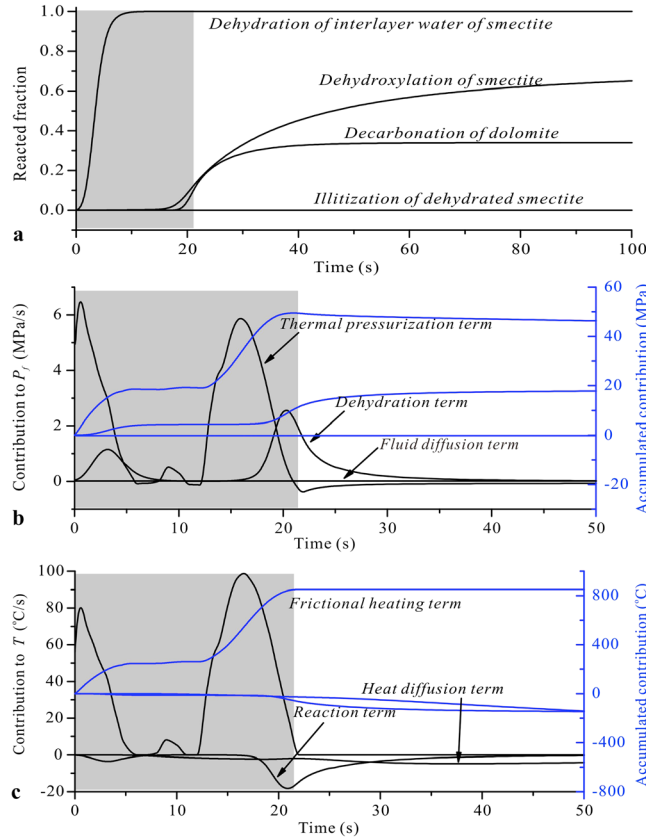 1.0
Dehydration of interlayer water of smectite
0.8
Dehydroxylation of smectite
0.6
Reacted fraction
Decarbonation of dolomite
0.4
0.2
Illitization of dehydrated smectite
0.0
a
0 20 40 60 80 100
Time (s)
6 60
Thermal pressurization term
40
4
Contribution to Pf (MPa/s)
Accumulated contribution (MPa)
20
2
Dehydration term
Fluid diffusion term
0
0
-20
b
0 10 20 30 40 50
Time (s)
100
80 800
Frictional heating term
60
400
Contribution to T (°C/s)
Accumulated contribution (°C)
40
Heat diffusion term
0
20
Reaction term
0 -400
-20 -800
c
0 10 20 30 40 50
Time (s)